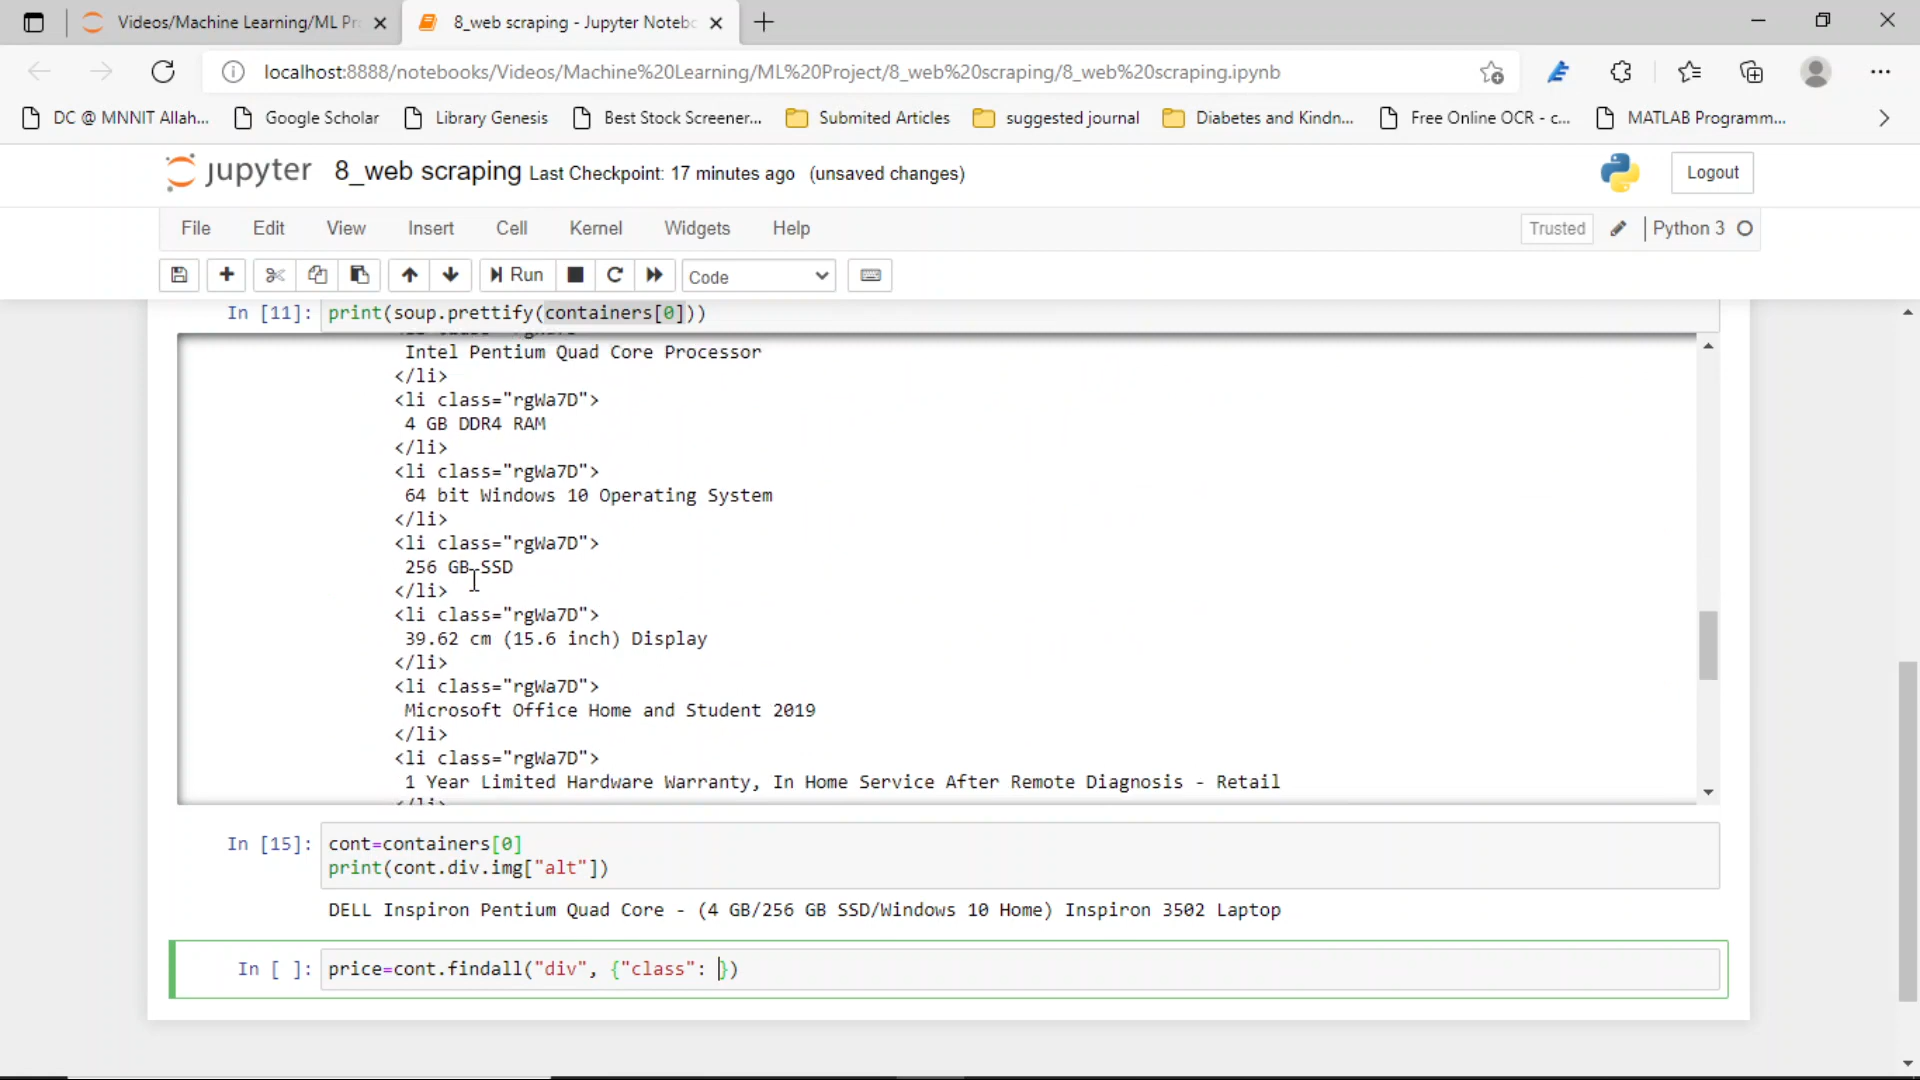 Videos/Machine Learning/ML Pr
8_web scraping - Jupyter Notebo
localhost:8888/notebooks/Videos/Machine%20Learning/ML%20Project/8_web%20scraping/8_web%20scraping.ipynb
DC @ MNNIT Allah...
Google Scholar
Library Genesis
Best Stock Screener...
Submited Articles
suggested journal
Diabetes and Kindn...
Free Online OCR - c...
MATLAB Programm...
jupyter 8_web scraping Last Checkpoint: 17 minutes ago (unsaved changes)
Logout
File Edit View Insert Cell Kernel Widgets Help
Trusted
Python 3
Run
Code
In [11]: print(soup.prettify(containers[0]))
Intel Pentium Quad Core Processor
</li>
<li class="rgWa7D">
4 GB DDR4 RAM
</li>
<li class="rgWa7D">
64 bit Windows 10 Operating System
</li>
<li class="rgWa7D">
256 GB SSD
</li>
<li class="rgWa7D">
39.62 cm (15.6 inch) Display
</li>
<li class="rgWa7D">
Microsoft Office Home and Student 2019
</li>
<li class="rgWa7D">
1 Year Limited Hardware Warranty, In Home Service After Remote Diagnosis - Retail
</li>
In [15]: cont=containers[0]
print(cont.div.img["alt"])
DELL Inspiron Pentium Quad Core - (4 GB/256 GB SSD/Windows 10 Home) Inspiron 3502 Laptop
In [ ]: price=cont.findall("div", {"class": })